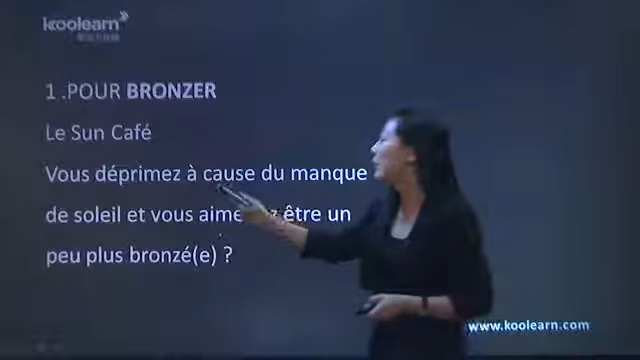 koolearn
1 .POUR BRONZER
Le Sun Café
Vous déprimez à cause du manque
de soleil et vous être un
peu plus bronzé(e) ?
www.koolearn.com